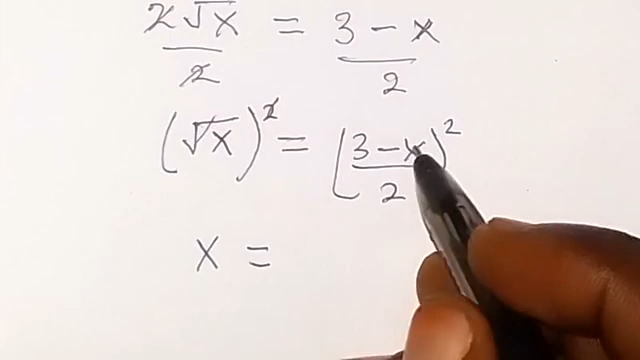 2√x/2 = 3 - x/2
(√x)² = (3 - x/2)²
x =